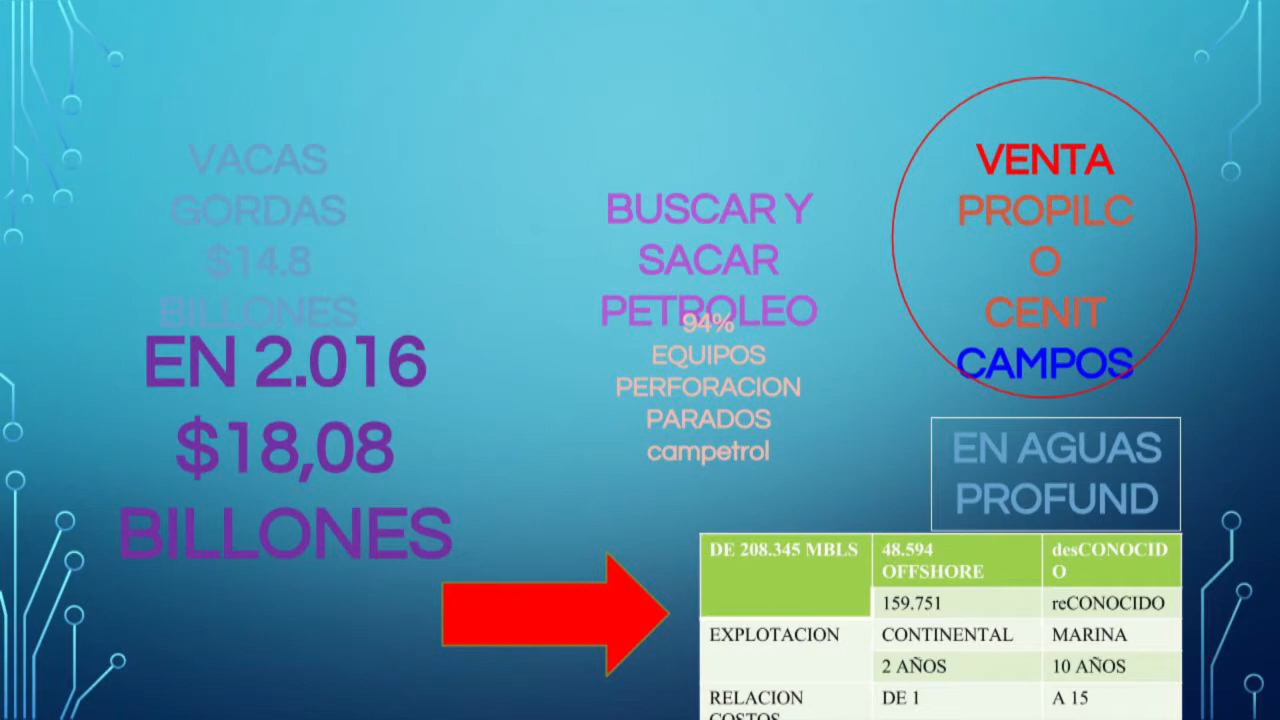 VACAS
GORDAS
$14.8
BILLONES
EN 2.016
$18,08
BILLONES
BUSCAR Y
SACAR
PETROLEO
94%
EQUIPOS
PERFORACION
PARADOS
campetrol
VENTA
PROPILC
O
CENIT
CAMPOS
EN AGUAS
PROFUND
DE 208.345 MBLS
48.594
OFFSHORE
desCONOCID
O
159.751
reCONOCIDO
EXPLOTACION
CONTINENTAL
MARINA
2 AÑOS
10 AÑOS
RELACION
COSTOS
DE 1
A 15